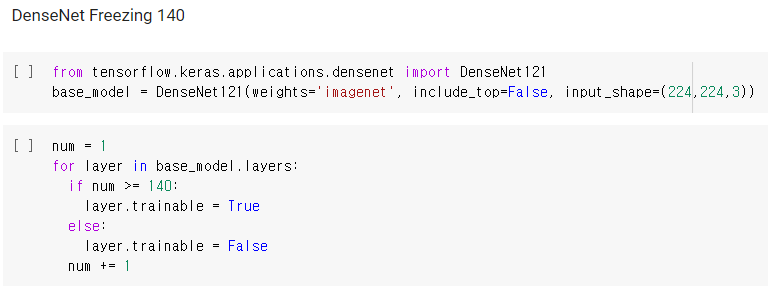 DenseNet Freezing 140
[ ] from tensorflow.keras.applications.densenet import DenseNet121
base_model = DenseNet121(weights='imagenet', include_top=False, input_shape=(224,224,3))
[ ] num = 1
for layer in base_model.layers:
  if num >= 140:
    layer.trainable = True
  else:
    layer.trainable = False
  num += 1